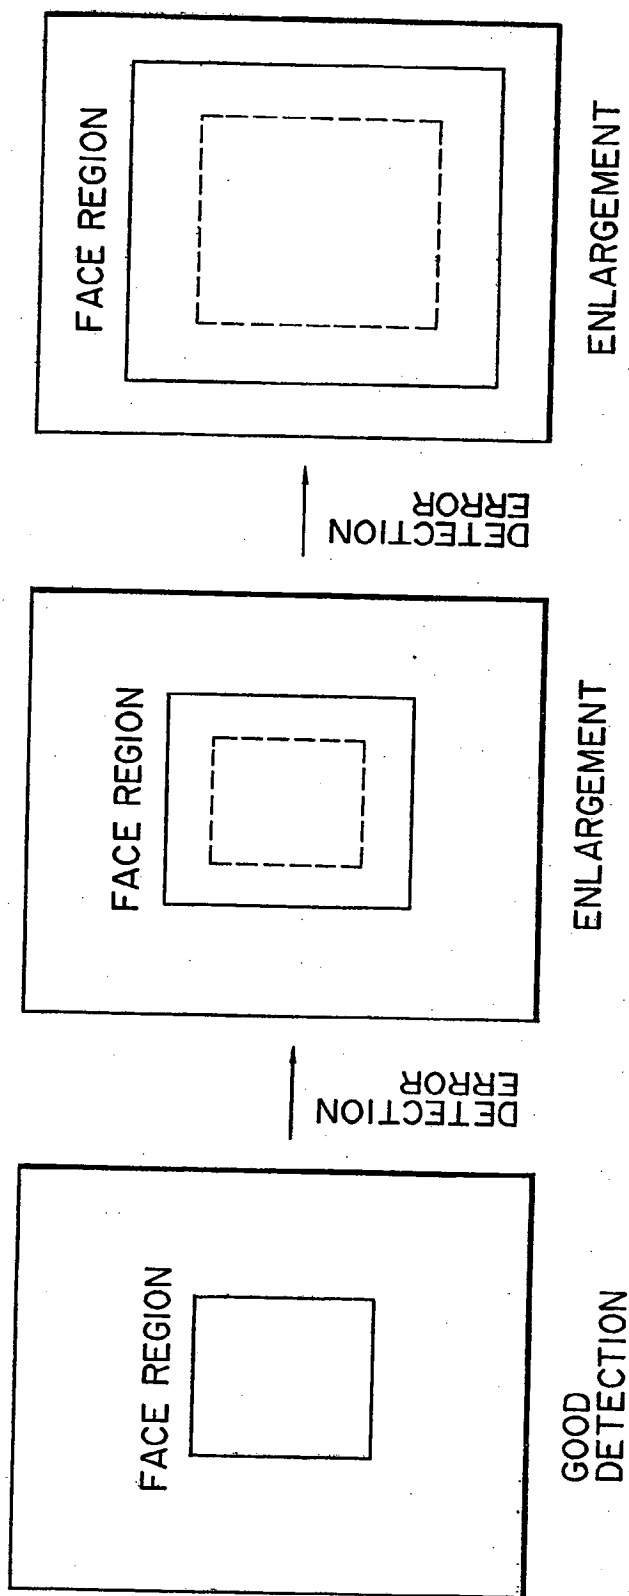 FACE REGION
GOOD
DETECTION
DETECTION
ERROR
FACE REGION
ENLARGEMENT
DETECTION
ERROR
FACE REGION
ENLARGEMENT